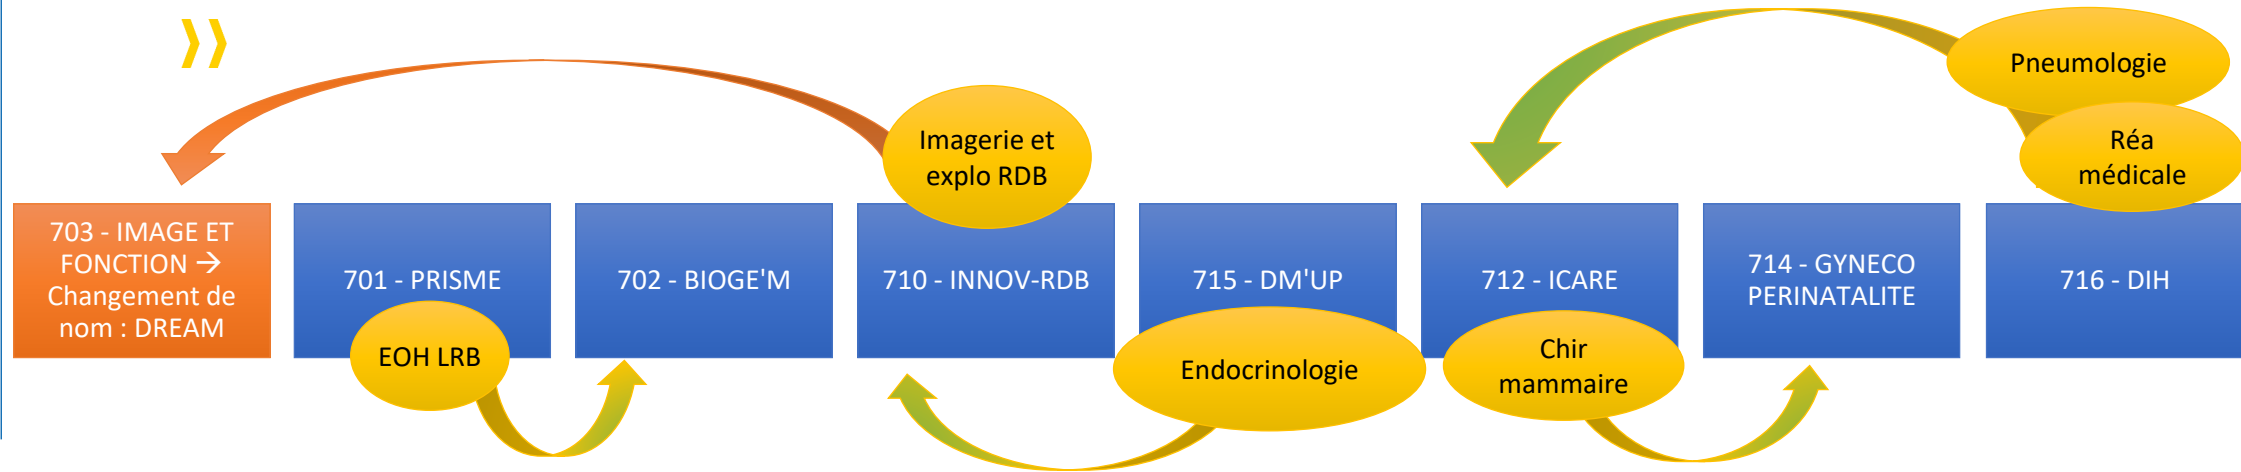 Pneumologie
Imagerie et
explo RDB
Réa
médicale
703 - IMAGE ET
FONCTION →
Changement de
nom : DREAM
701 - PRISME
702 - BIOGE'M
710 - INNOV-RDB
715 - DM'UP
712 - ICARE
714 - GYNECO
PERINATALITE
716 - DIH
EOH LRB
Endocrinologie
Chir
mammaire